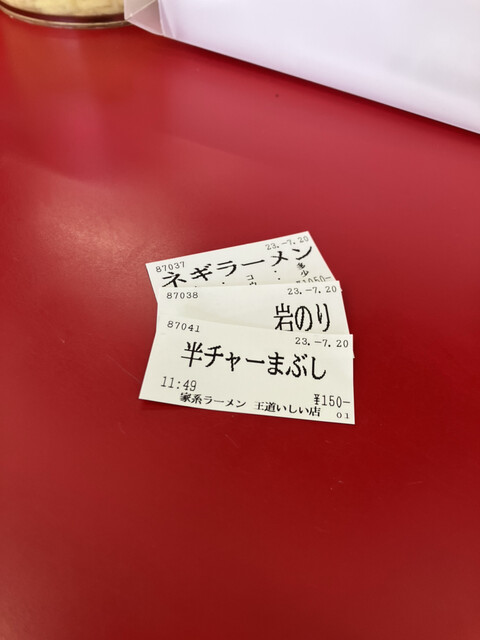 87037
23.-7.20
ネギラーメン
¥1050-
87038
23.-7.20
岩のり
87041
23.-7.20
半チャーまぶし
11:49
¥150-
家系ラーメン 王道いしい店
01